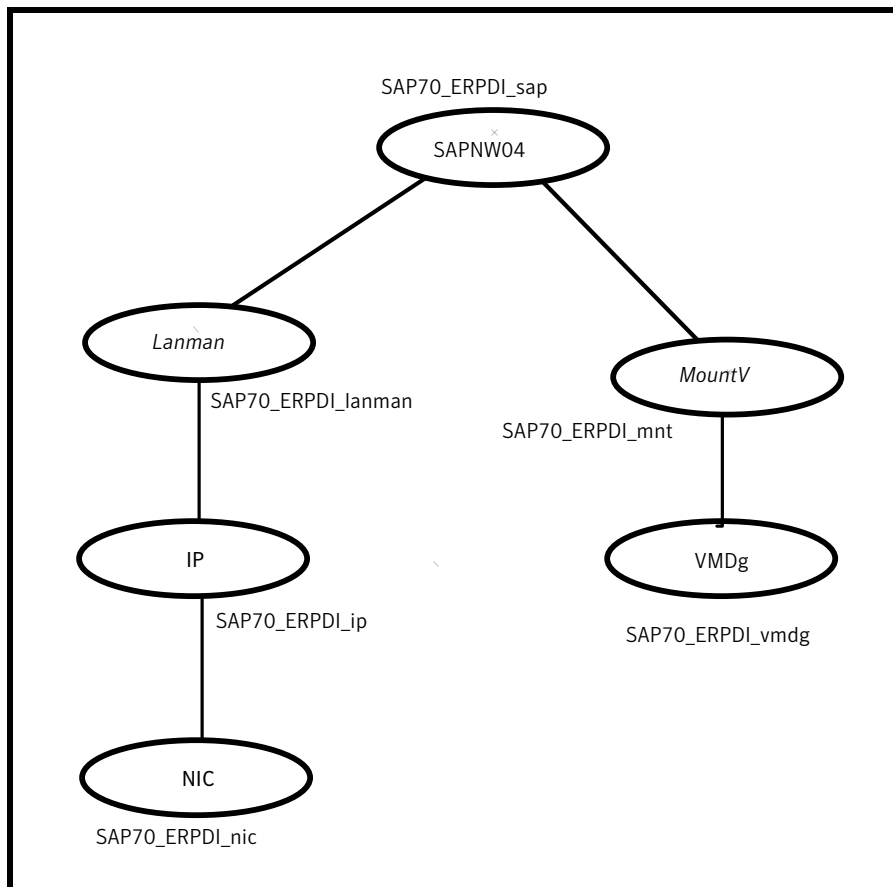 SAP70_ERPDI_sap
SAPNW04
Lanman
SAP70_ERPDI_lanman
MountV
SAP70_ERPDI_mnt
IP
SAP70_ERPDI_ip
VMDg
SAP70_ERPDI_vmdg
NIC
SAP70_ERPDI_nic